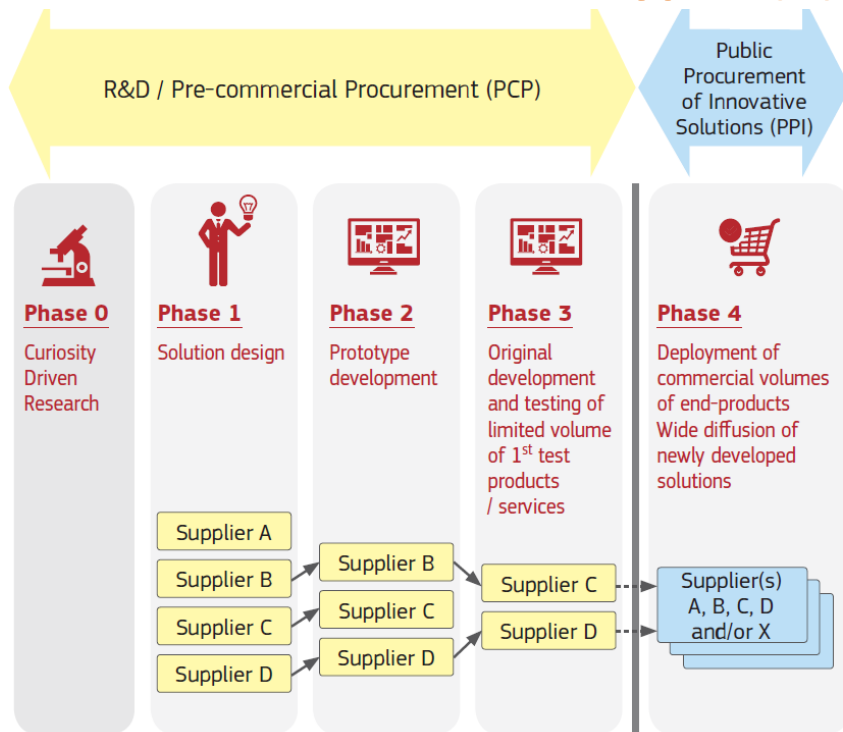 R&D / Pre-commercial Procurement (PCP)
Public
Procurement
of Innovative
Solutions (PPI)
Phase 0
Curiosity
Driven
Research
Phase 1
Solution design
Supplier A
Supplier B
Supplier C
Supplier D
Phase 2
Prototype
development
Supplier B
Supplier C
Supplier D
Phase 3
Original
development
and testing of
limited volume
of 1st test
products
/ services
Supplier C
Supplier D
Phase 4
Deployment of
commercial volumes
of end-products
Wide diffusion of
newly developed
solutions
Supplier(s)
A, B, C, D
and/or X